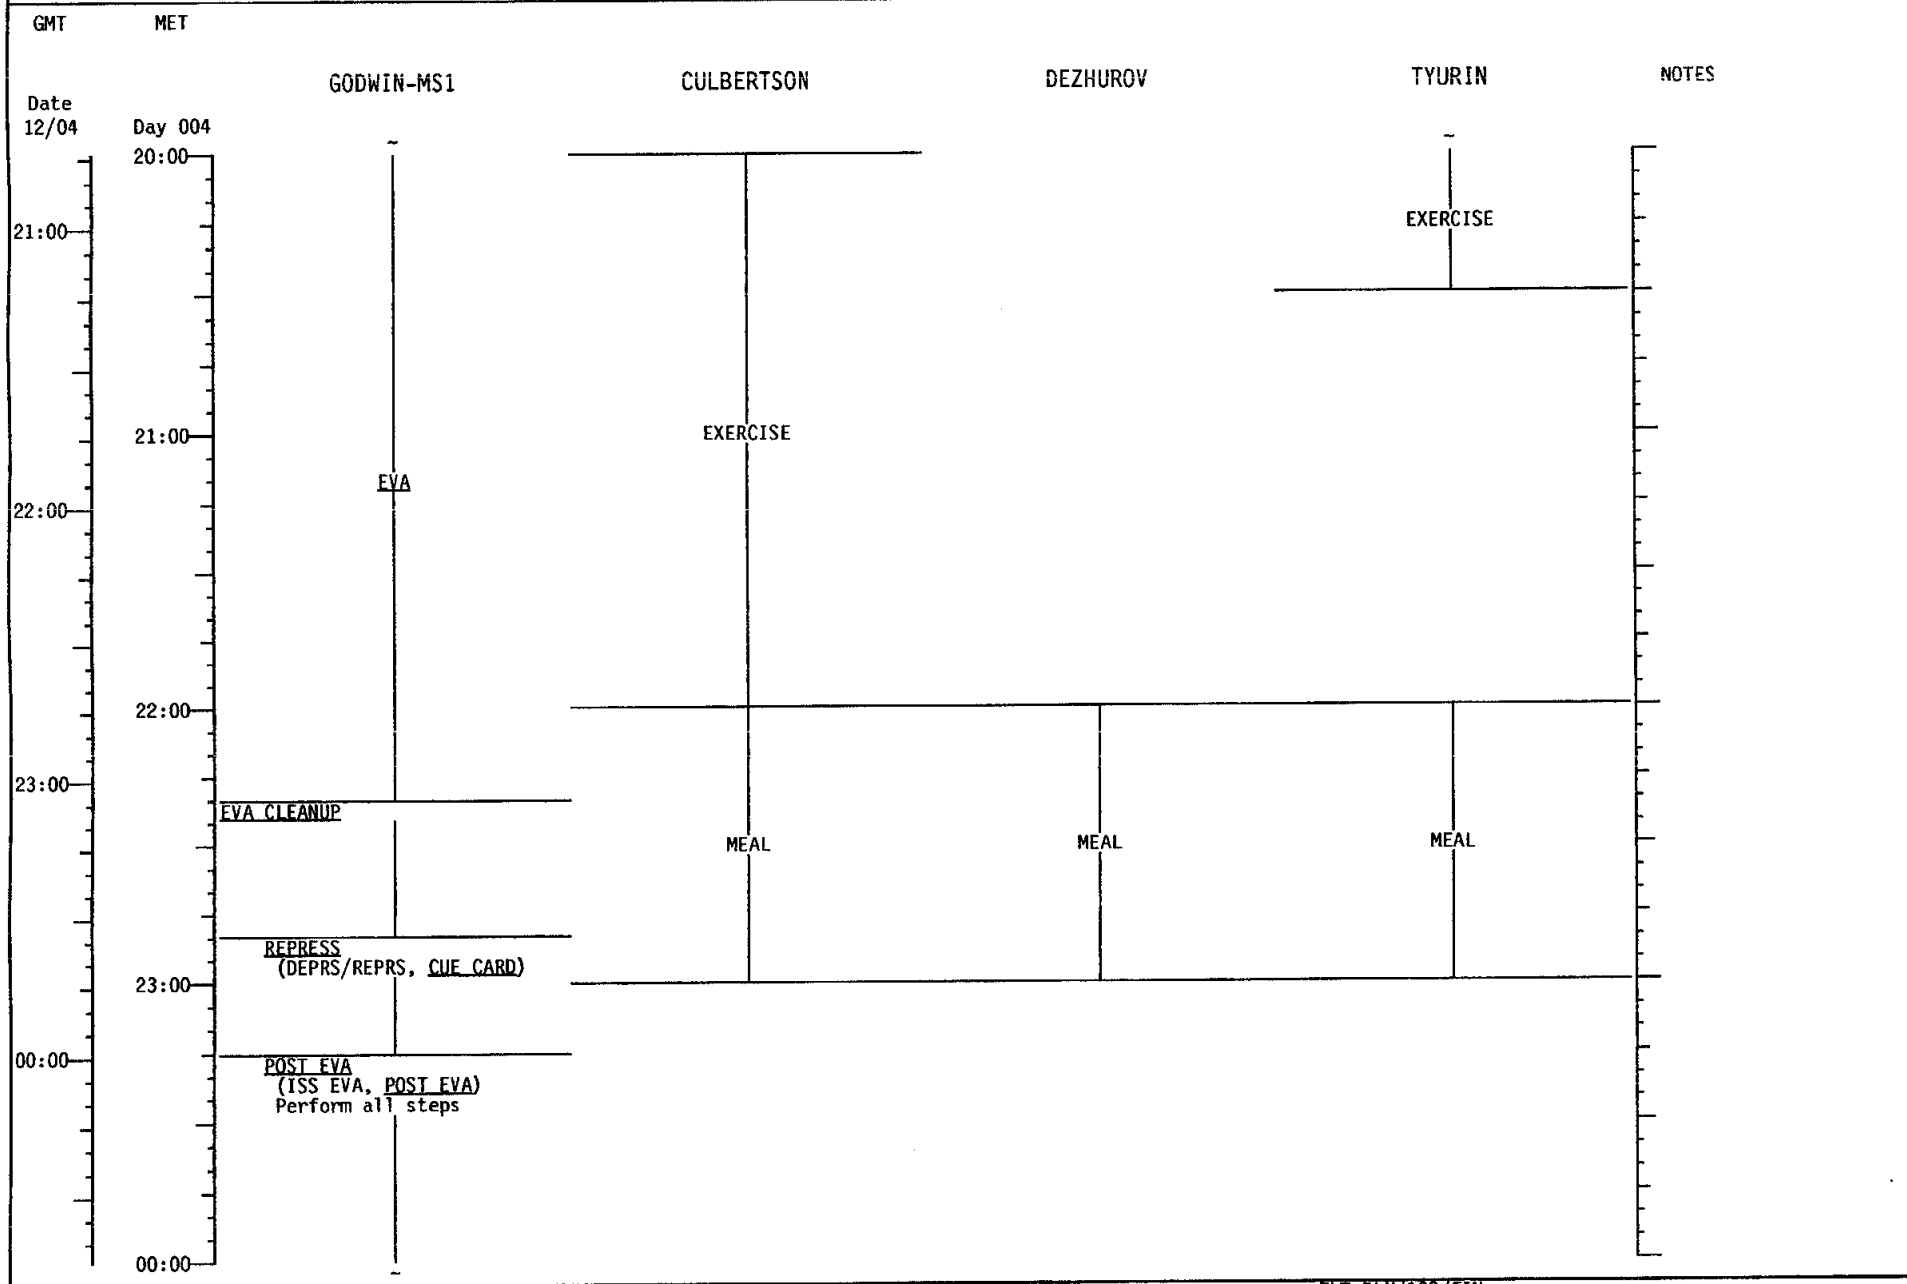 GMT MET
GODWIN-MS1 CULBERTSON DEZHUROV TYURIN NOTES
Date
12/04 Day 004
~ ~
20:00
EXERCISE
21:00
21:00
EXERCISE
EVA
22:00
22:00
23:00
EVA CLEANUP
MEAL MEAL MEAL
REPRESS
(DEPRS/REPRS, CUE CARD)
23:00
00:00
POST EVA
(ISS EVA, POST EVA)
Perform all steps
00:00
~